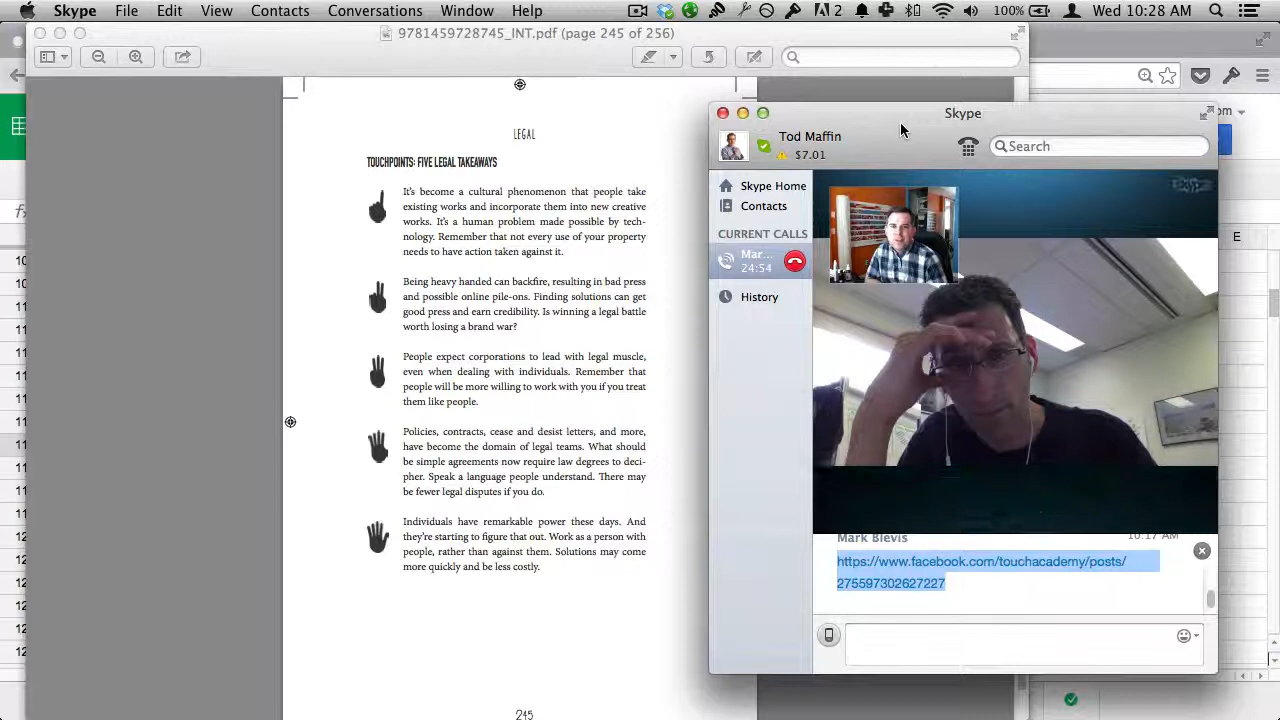 Skype File Edit View Contacts Conversations Window Help 2 100% Wed 10:28 AM
9781459728745_INT.pdf (page 245 of 256)
LEGAL
TOUCHPOINTS: FIVE LEGAL TAKEAWAYS
It's become a cultural phenomenon that people take
existing works and incorporate them into new creative
works. It's a human problem made possible by tech-
nology. Remember that not every use of your property
needs to have action taken against it.
Being heavy handed can backfire, resulting in bad press
and possible online pile-ons. Finding solutions can get
good press and earn credibility. Is winning a legal battle
worth losing a brand war?
People expect corporations to lead with legal muscle,
even when dealing with individuals. Remember that
people will be more willing to work with you if you treat
them like people.
Policies, contracts, cease and desist letters, and more,
have become the domain of legal teams. What should
be simple agreements now require law degrees to deci-
pher. Speak a language people understand. There may
be fewer legal disputes if you do.
Individuals have remarkable power these days. And
they're starting to figure that out. Work as a person with
people, rather than against them. Solutions may come
more quickly and be less costly.
245
Skype
Tod Maffin
$7.01
Search
Skype Home
Contacts
CURRENT CALLS
Mar...
24:54
History
Mark Blevis 10:17 AM
https://www.facebook.com/touchacademy/posts/
275597302627227
om
E